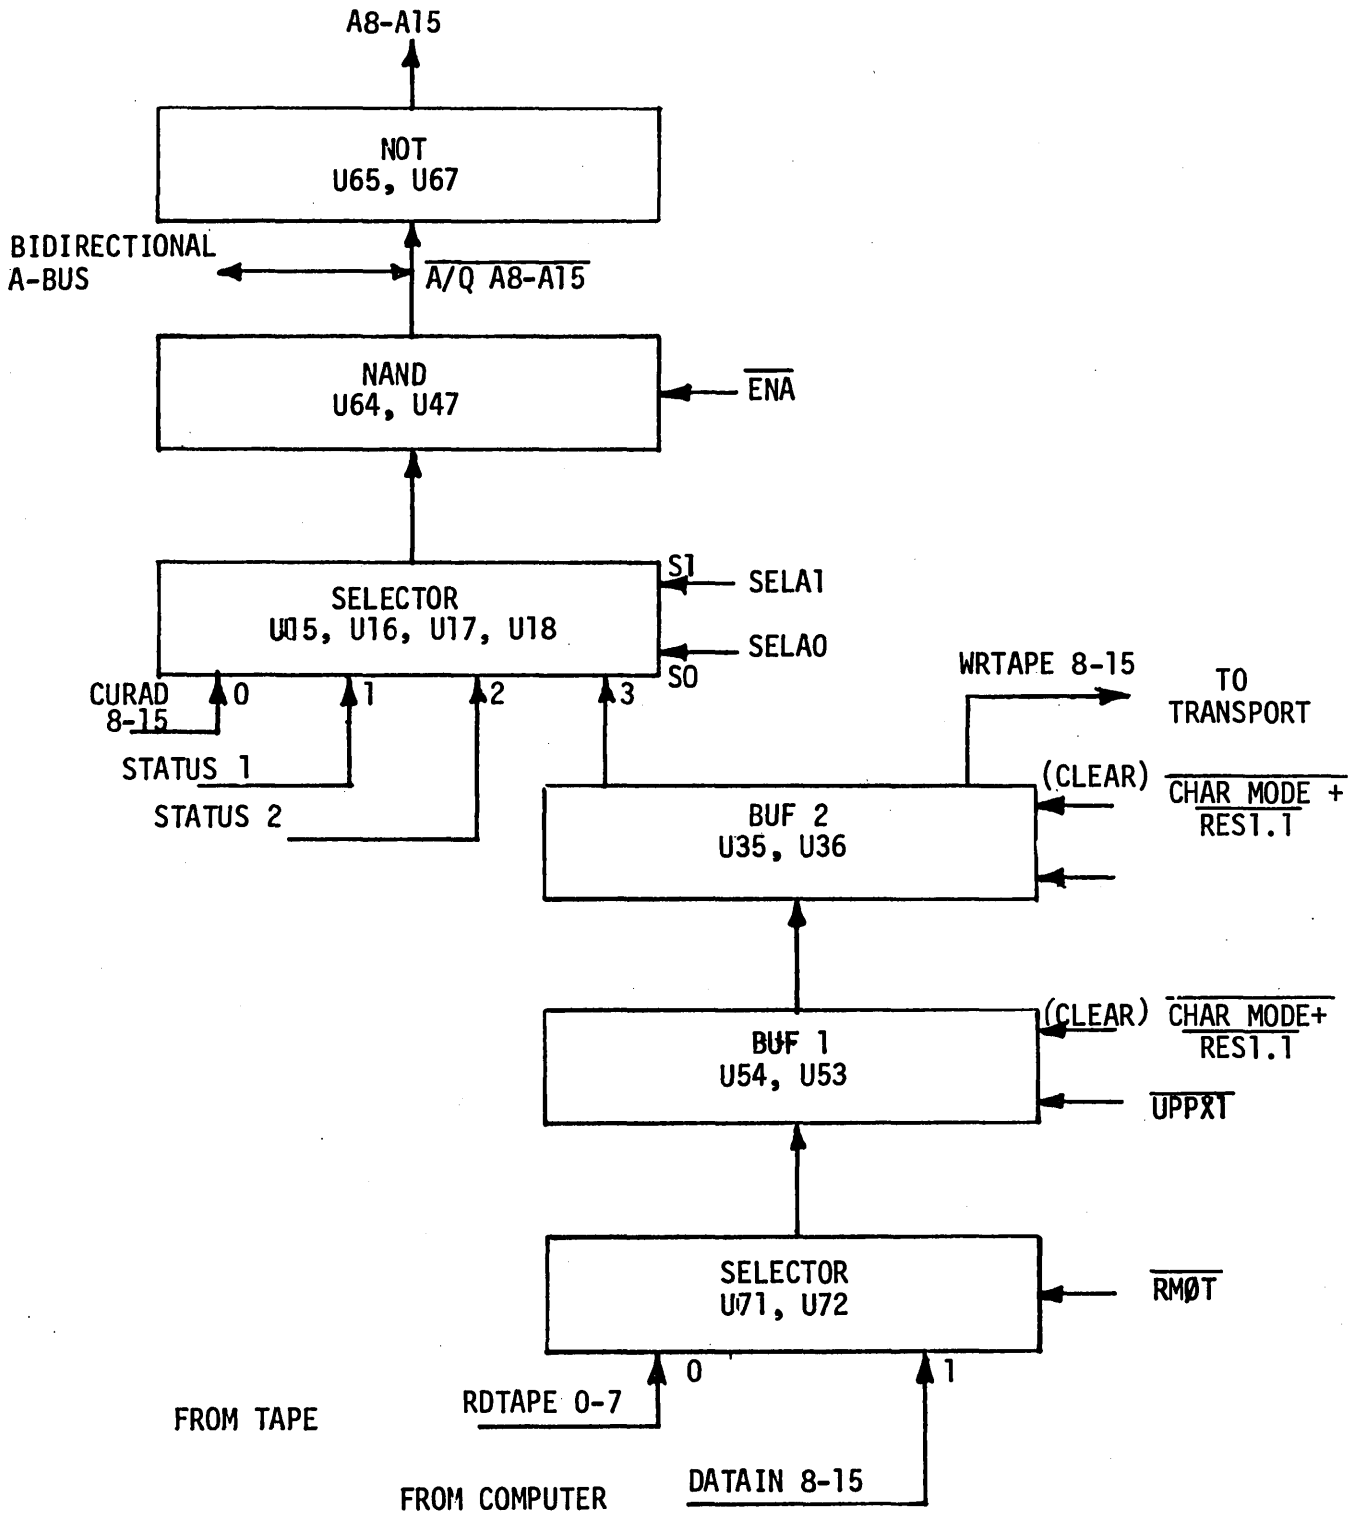 A8-A15
NOT
U65, U67
BIDIRECTIONAL
A-BUS
A/Q A8-A15
NAND
U64, U47
ENA
S1
SELA1
SELECTOR
U15, U16, U17, U18
SELA0
S0
WRTAPE 8-15
TO
TRANSPORT
CURAD
8-15
0
1
2
3
STATUS 1
STATUS 2
(CLEAR)
CHAR MODE +
RES1.1
BUF 2
U35, U36
(CLEAR)
CHAR MODE+
RES1.1
BUF 1
U54, U53
SELECTOR
U71, U72
RMØT
0
1
RDTAPE 0-7
FROM TAPE
DATAIN 8-15
FROM COMPUTER